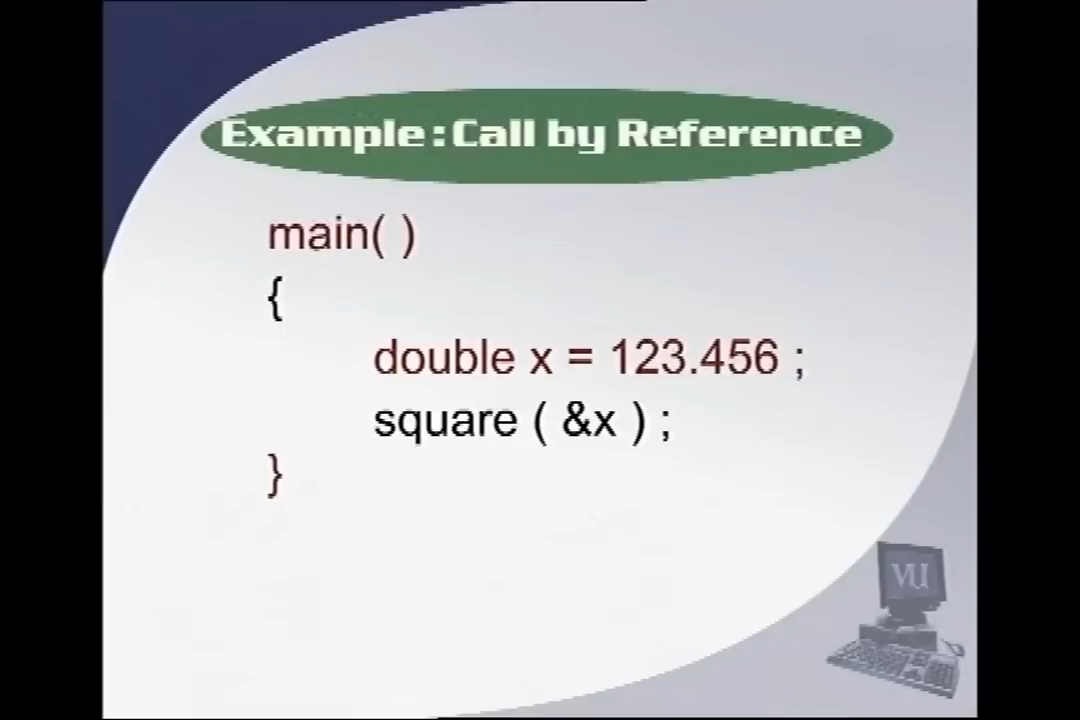 Example: Call by Reference
main( )
{
double x = 123.456 ;
square ( &x ) ;
}
VU